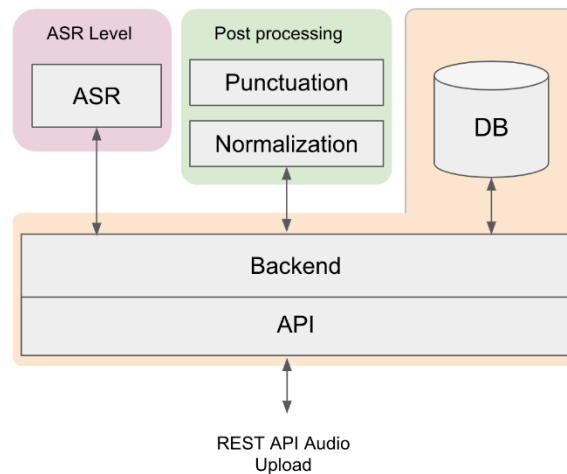 ASR Level
ASR
Post processing
Punctuation
Normalization
DB
Backend
API
REST API Audio
Upload